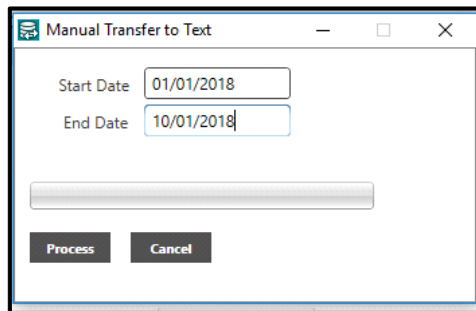 Manual Transfer to Text
Start Date 01/01/2018
End Date 10/01/2018
Process Cancel